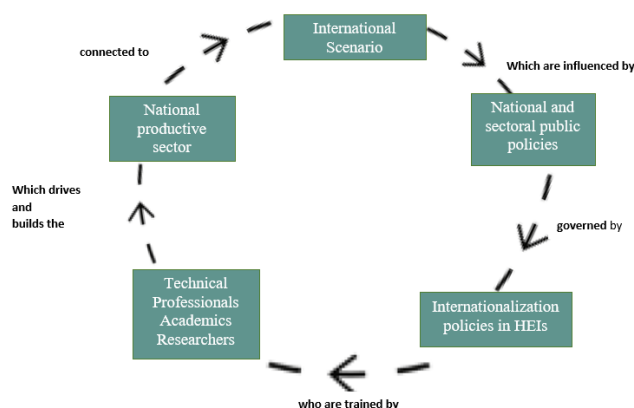 International
Scenario
connected to
Which are influenced by
National
productive
sector
National and
sectoral public
policies
Which drives
and
builds the
governed by
Technical
Professionals
Academics
Researchers
Internationalization
policies in HEIs
who are trained by